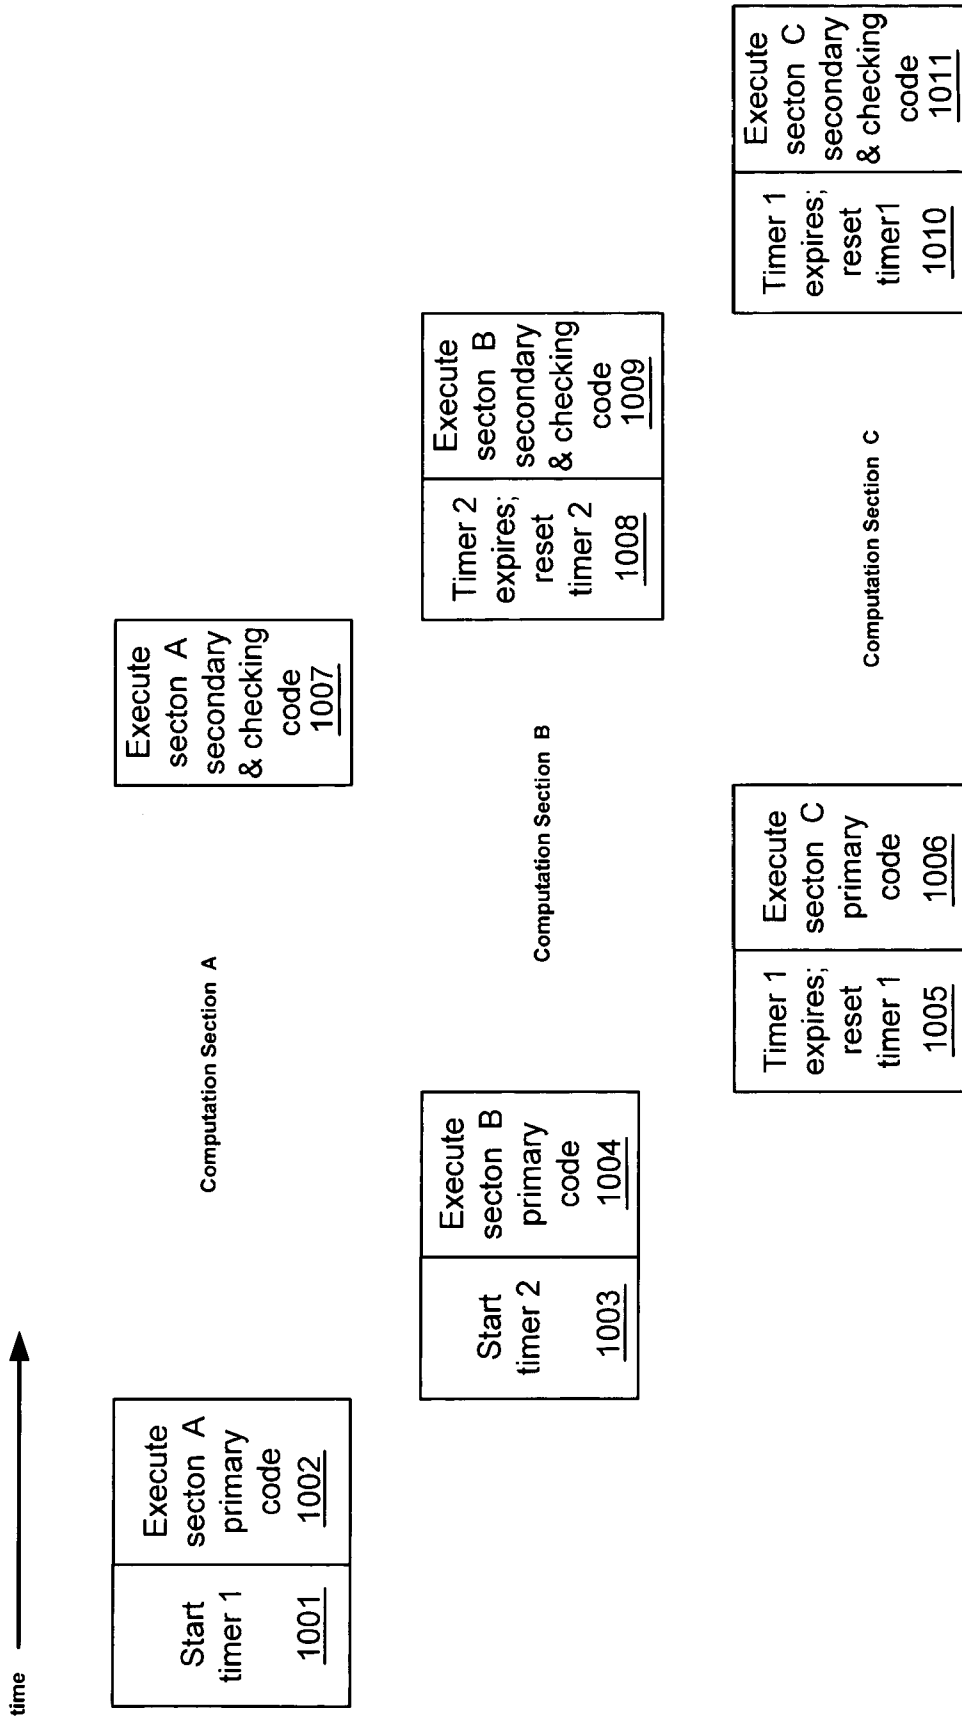 time
Start
timer 1
1001
Execute
secton A
primary
code
1002
Computation Section A
Execute
secton A
secondary
& checking
code
1007
Start
timer 2
1003
Execute
secton B
primary
code
1004
Computation Section B
Timer 2
expires;
reset
timer 2
1008
Execute
secton B
secondary
& checking
code
1009
Timer 1
expires;
reset
timer 1
1005
Execute
secton C
primary
code
1006
Computation Section C
Timer 1
expires;
reset
timer1
1010
Execute
secton C
secondary
& checking
code
1011